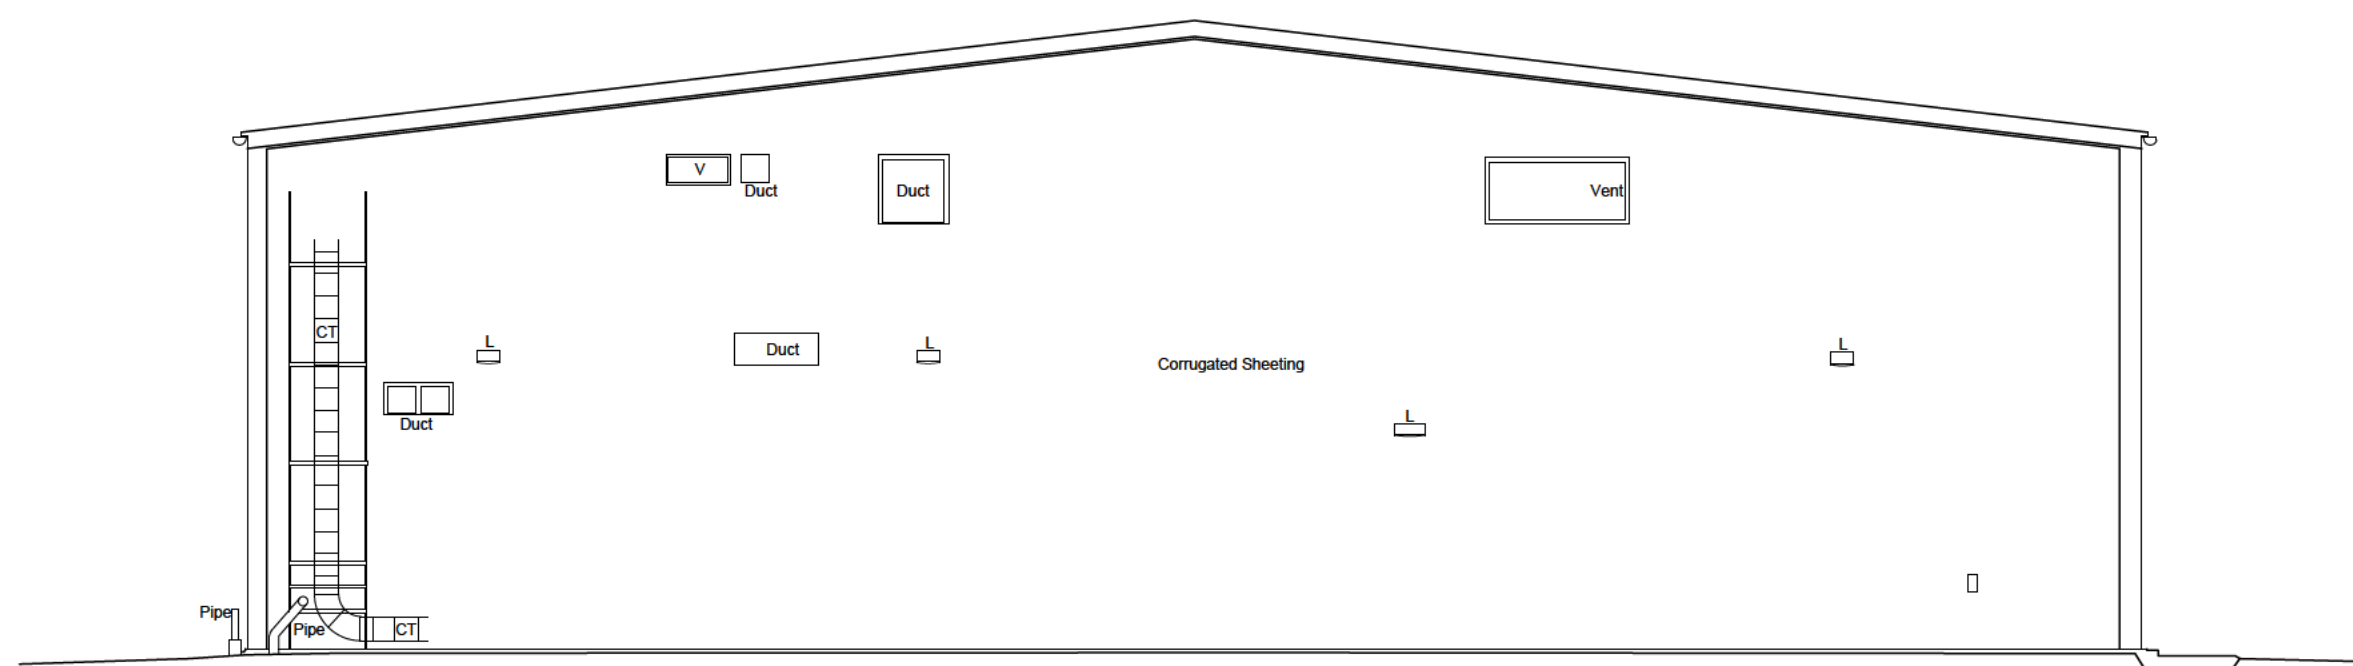 V
Duct
Duct
Vent
CT
L
Duct
L
Corrugated Sheeting
L
L
Duct
Pipe
Pipe
CT